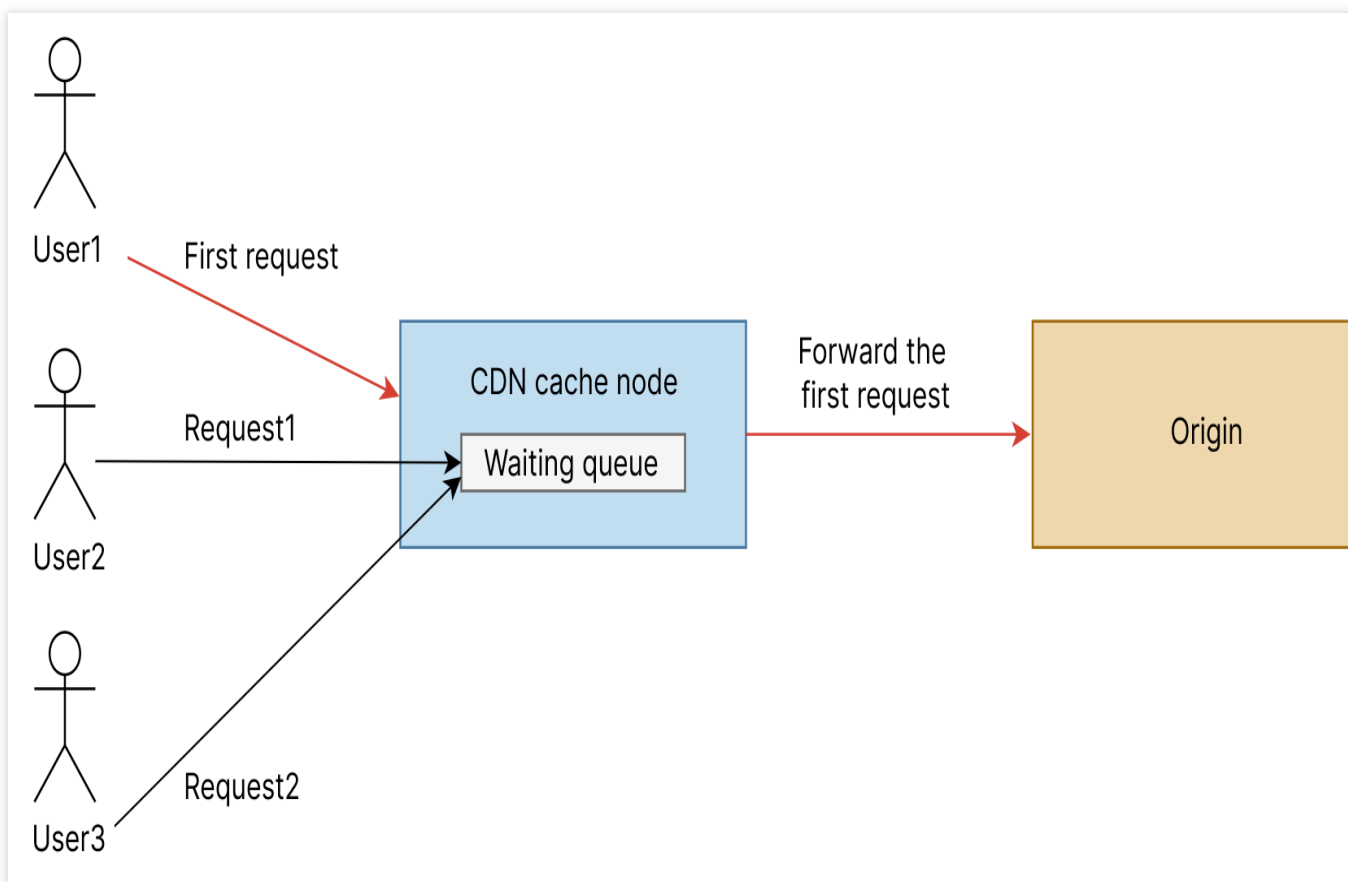 User1
First request
User2
Request1
User3
Request2
CDN cache node
Waiting queue
Forward the
first request
Origin